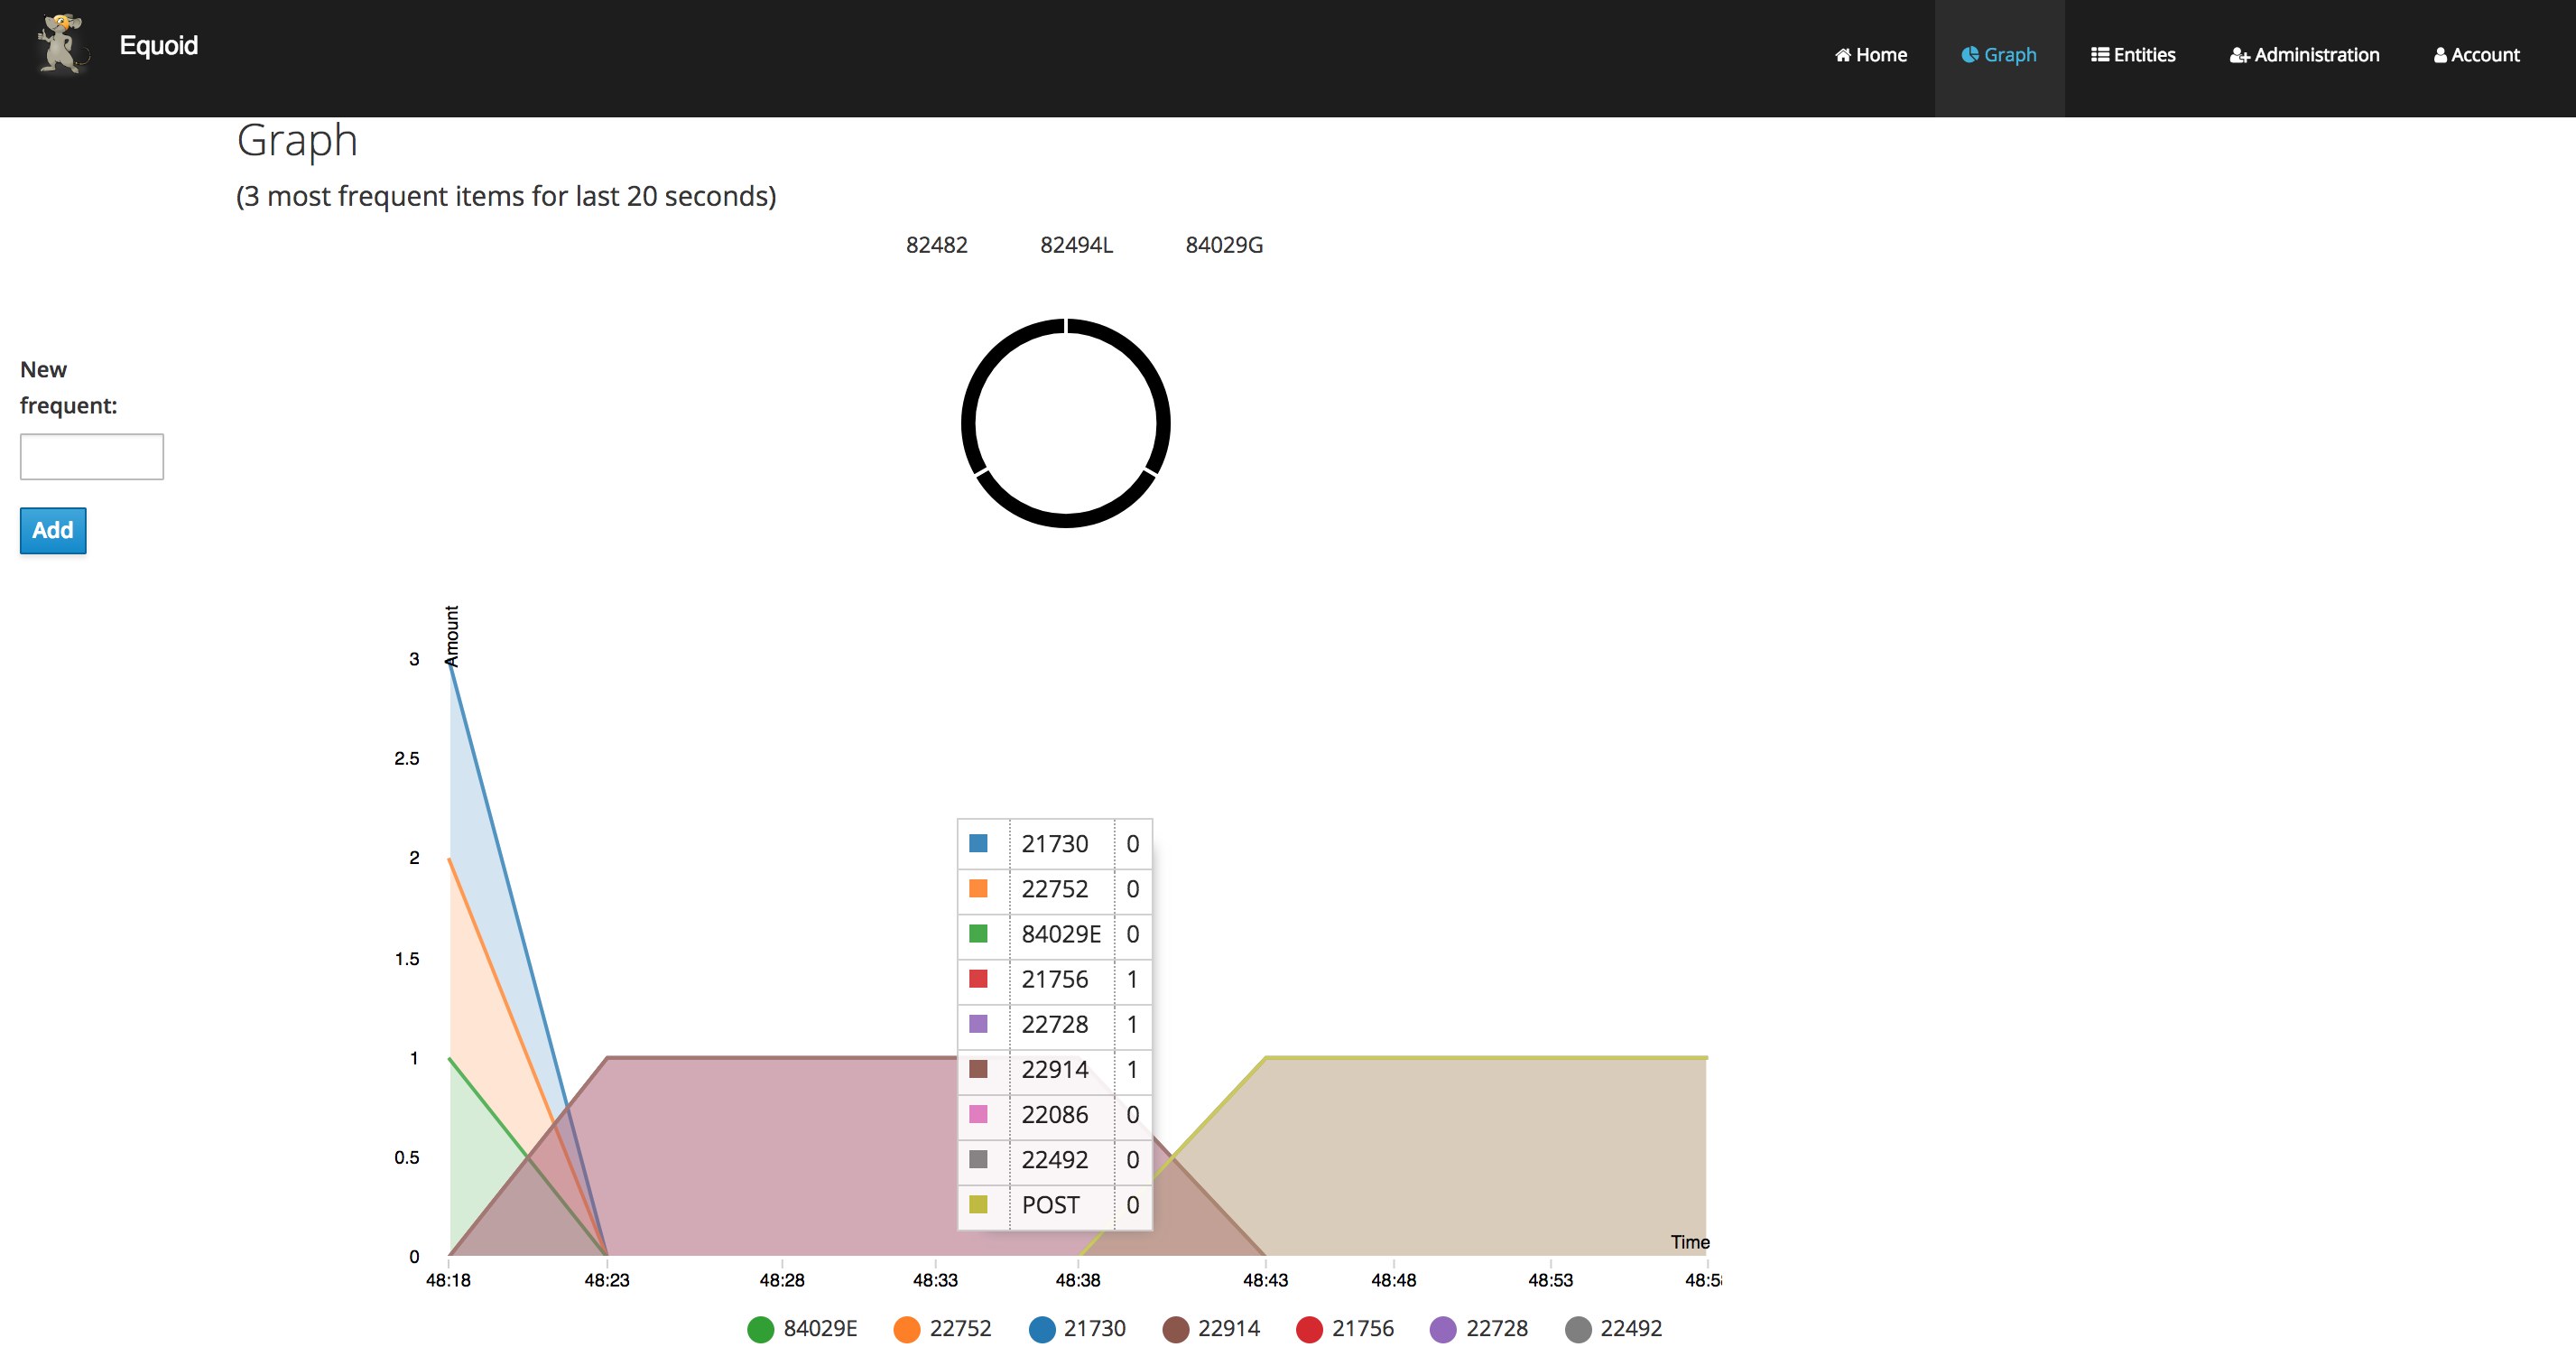 Equoid
Home
Graph
Entities
Administration
Account
Graph
(3 most frequent items for last 20 seconds)
82482 82494L 84029G
New
frequent:
Add
Amount
3
2.5
2
1.5
1
0.5
0
21730 0
22752 0
84029E 0
21756 1
22728 1
22914 1
22086 0
22492 0
POST 0
Time
48:18 48:23 48:28 48:33 48:38 48:43 48:48 48:53
84029E 22752 21730 22914 21756 22728 22492